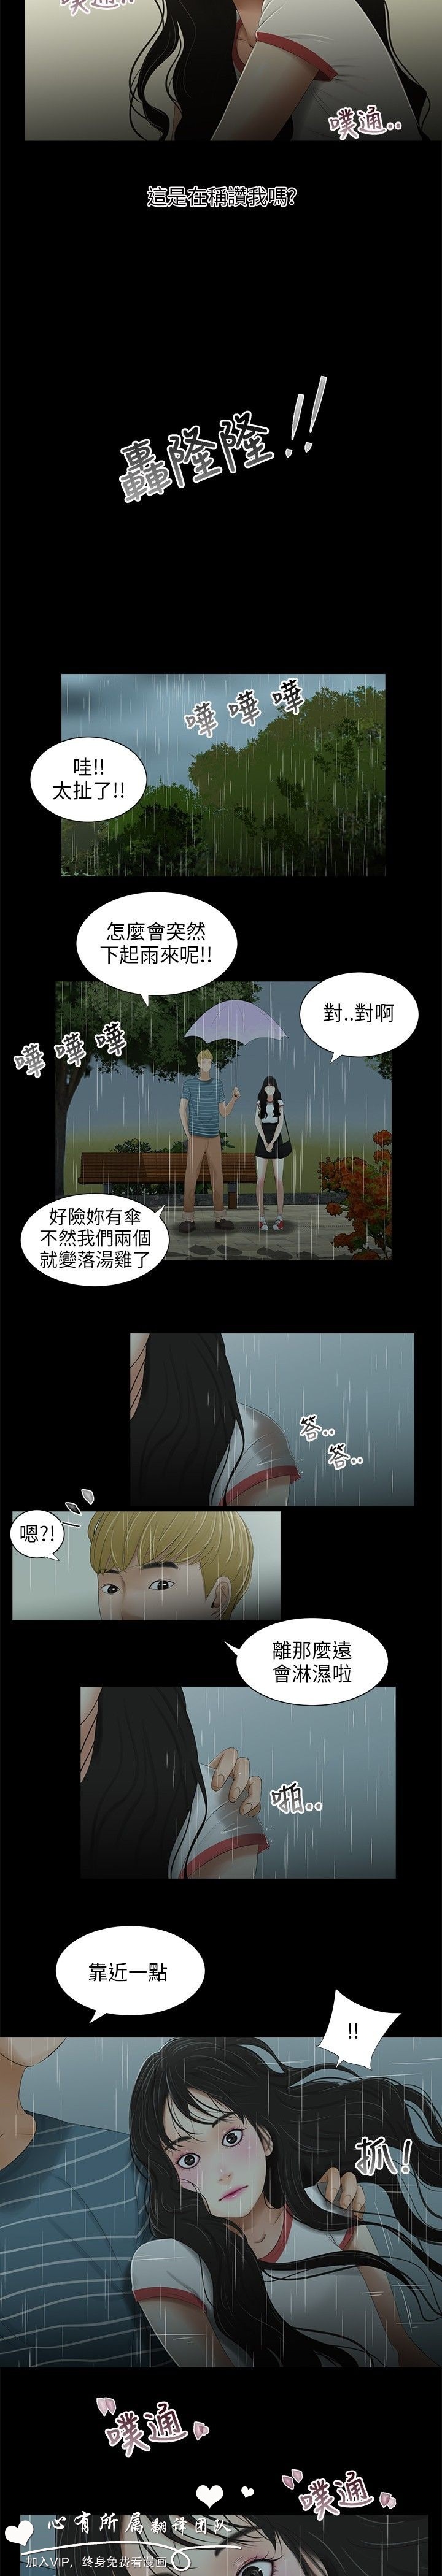 噗通..
噗通..
這是在稱讚我嗎?
轟隆隆!!
嘩 嘩 嘩
哇!!
太扯了!!
怎麼會突然
下起雨來呢!!
對..對啊
嘩 嘩 嘩
好險妳有傘
不然我們兩個
就變落湯雞了
答..
答..
嗯?!
離那麼遠
會淋濕啦
啪..
靠近一點
!!
抓!
噗通
噗通
心有所属翻译团队
加入VIP，终身免费看漫画